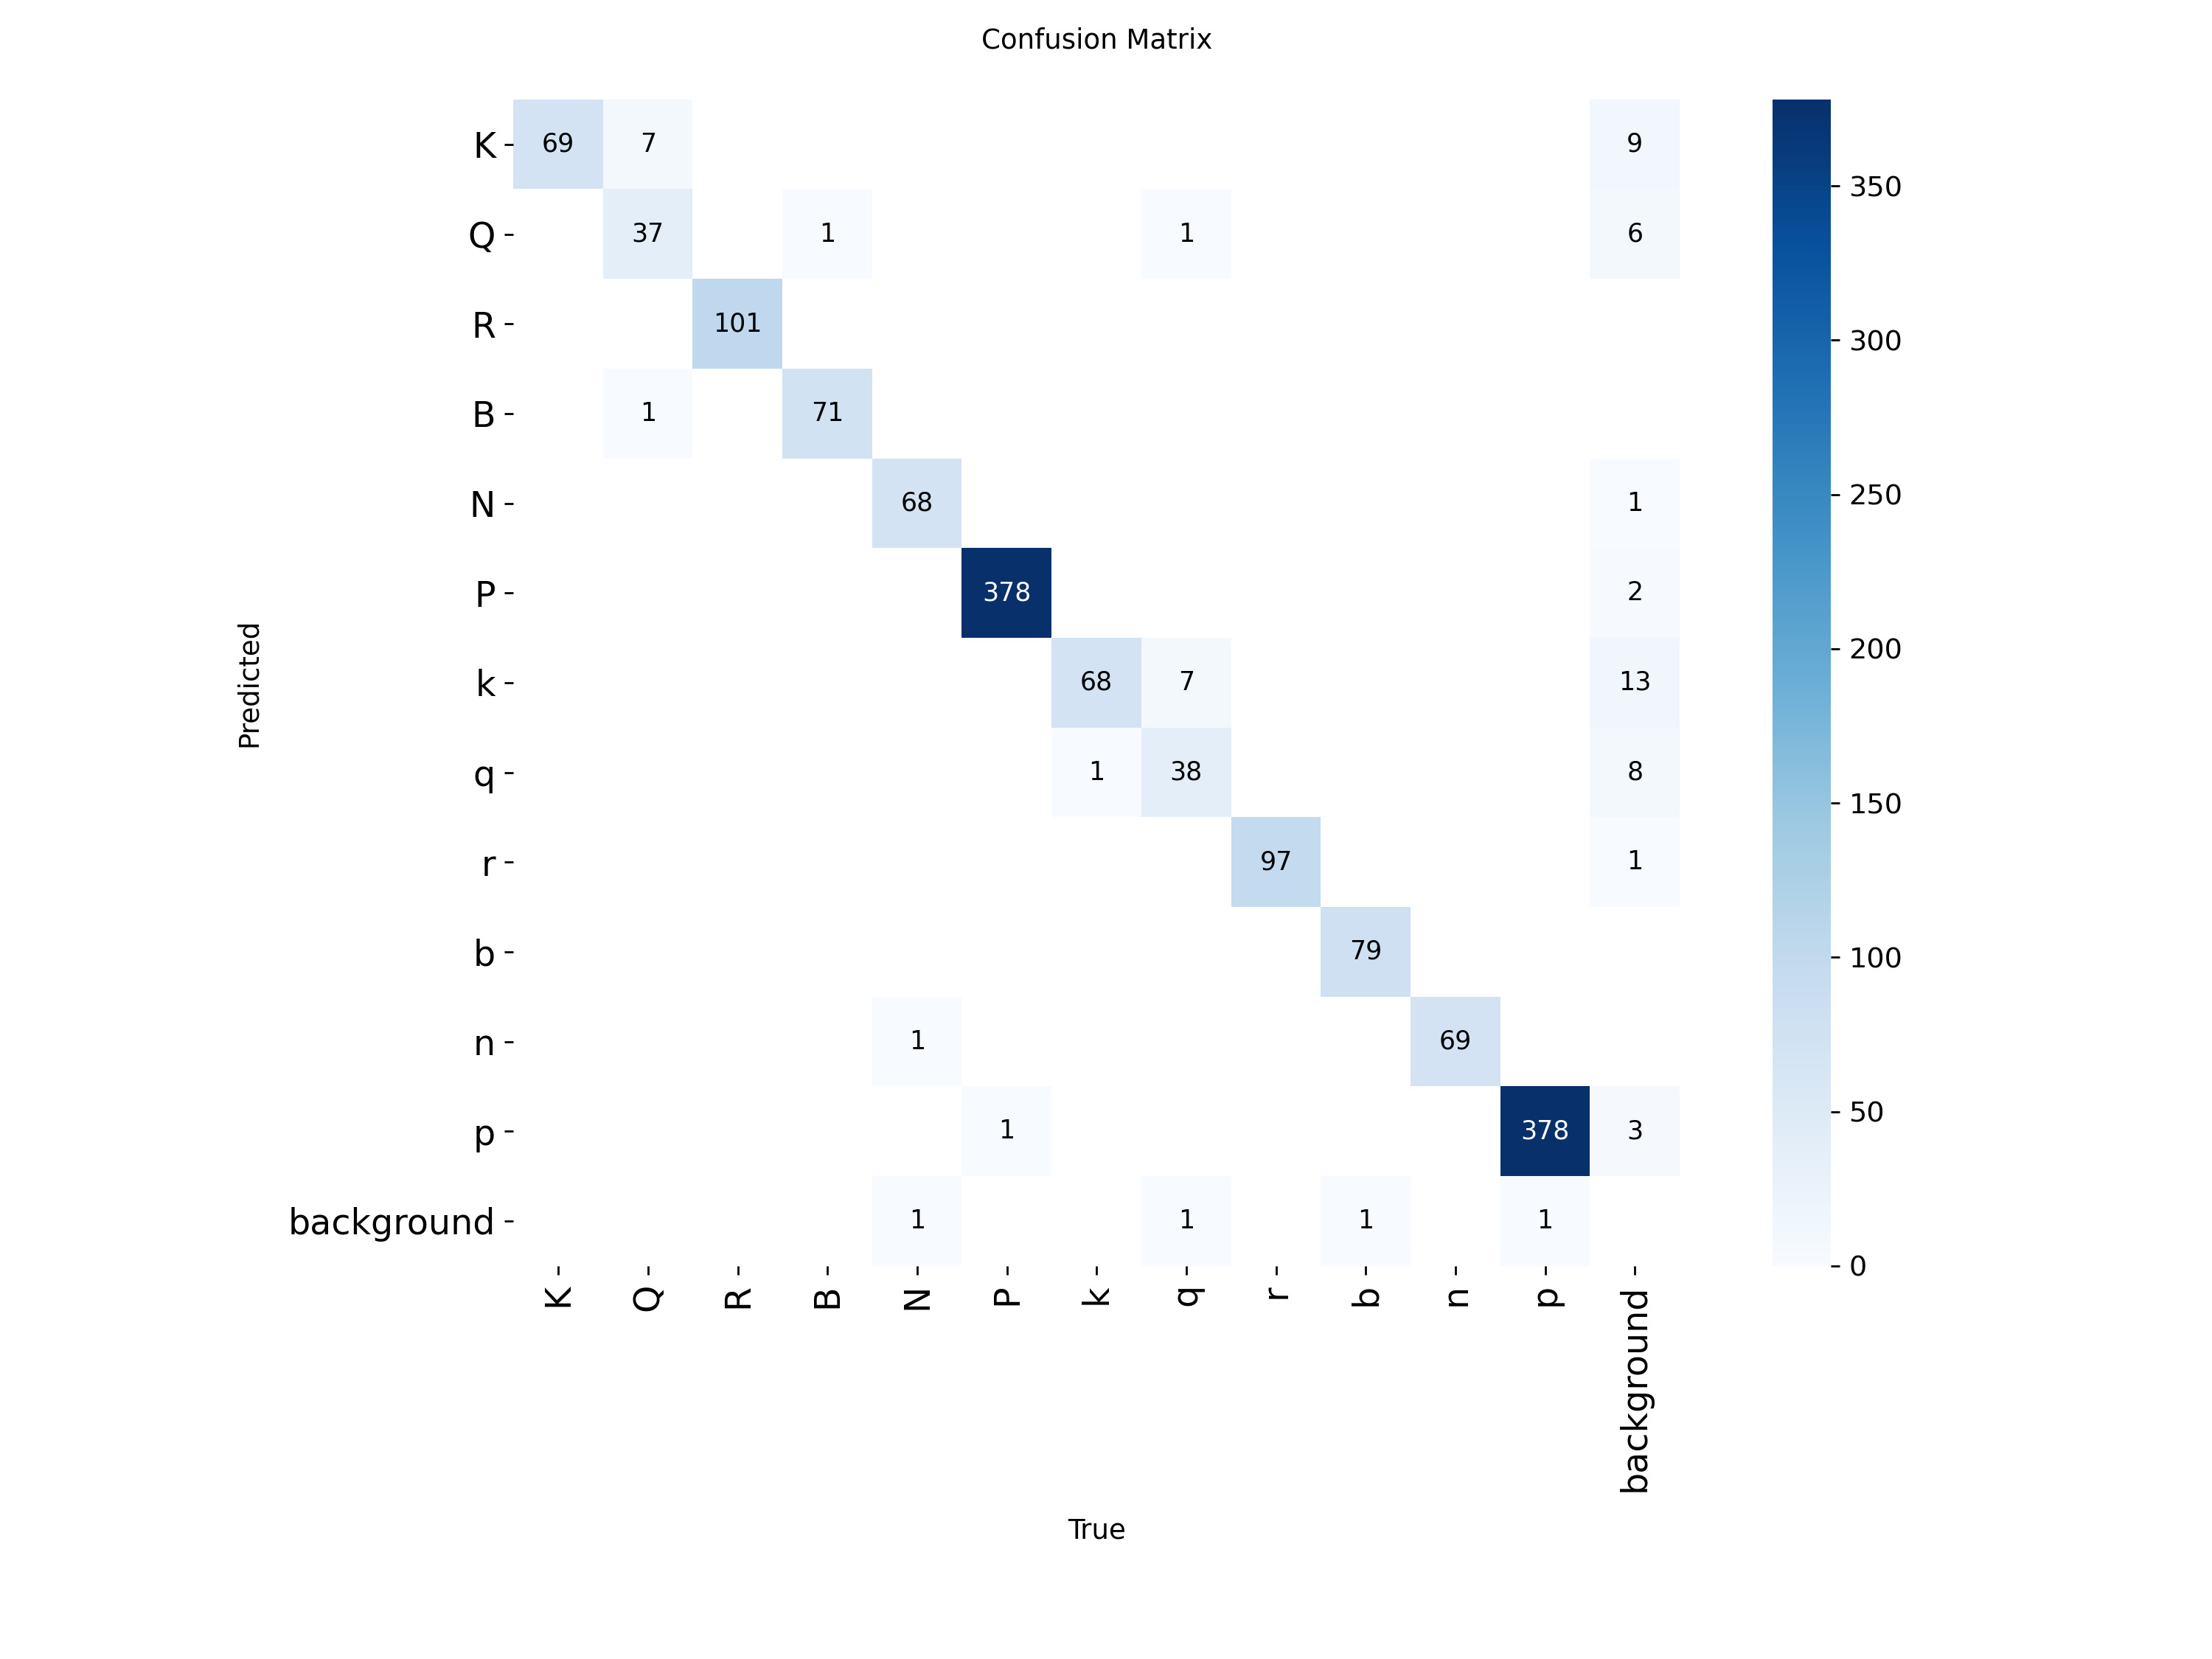 Confusion Matrix
K 69 7 9
Q 37 1 1 6
R 101
B 1 71
N 68 1
P 378 2
k 68 7 13
q 1 38 8
r 97 1
b 79
n 1 69
p 1 378 3
background 1 1 1 1
K Q R B N P k q r b n p background
Predicted
True
350
300
250
200
150
100
50
0